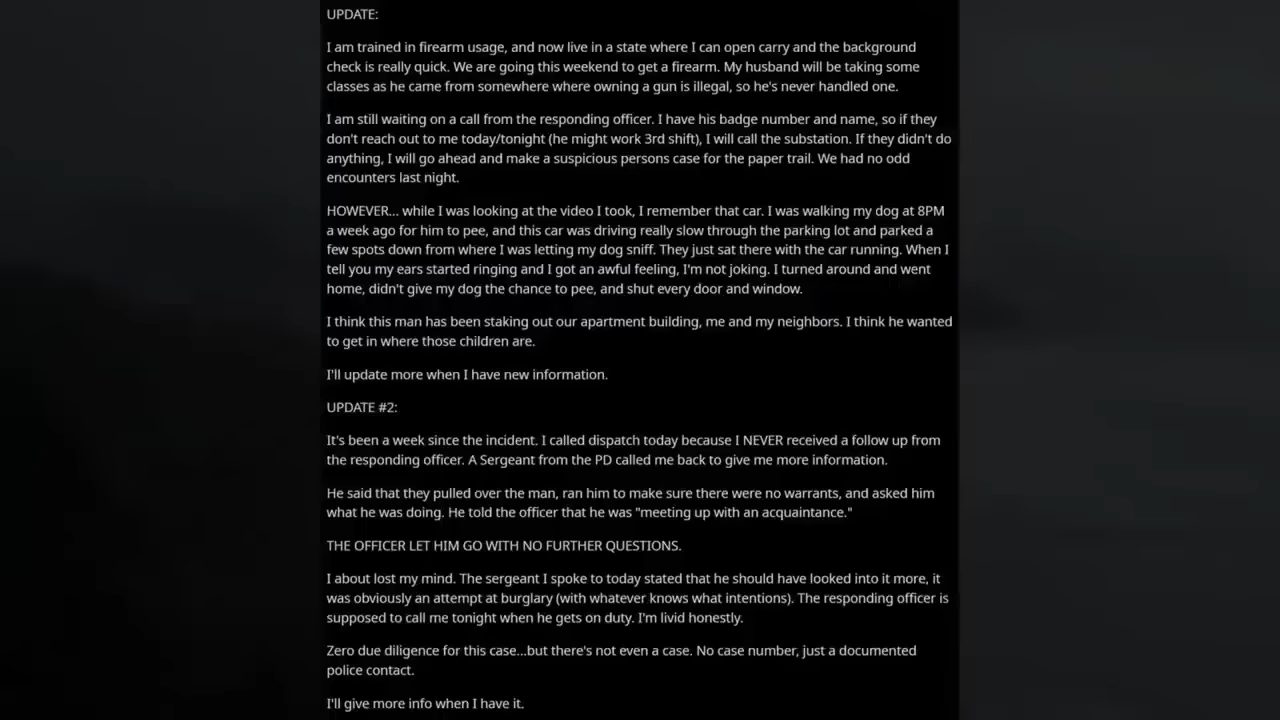 UPDATE:
I am trained in firearm usage, and now live in a state where I can open carry and the background
check is really quick. We are going this weekend to get a firearm. My husband will be taking some
classes as he came from somewhere where owning a gun is illegal, so he's never handled one.
I am still waiting on a call from the responding officer. I have his badge number and name, so if they
don't reach out to me today/tonight (he might work 3rd shift), I will call the substation. If they didn't do
anything, I will go ahead and make a suspicious persons case for the paper trail. We had no odd
encounters last night.
HOWEVER... while I was looking at the video I took, I remember that car. I was walking my dog at 8PM
a week ago for him to pee, and this car was driving really slow through the parking lot and parked a
few spots down from where I was letting my dog sniff. They just sat there with the car running. When I
tell you my ears started ringing and I got an awful feeling, I'm not joking. I turned around and went
home, didn't give my dog the chance to pee, and shut every door and window.
I think this man has been staking out our apartment building, me and my neighbors. I think he wanted
to get in where those children are.
I'll update more when I have new information.
UPDATE #2:
It's been a week since the incident. I called dispatch today because I NEVER received a follow up from
the responding officer. A Sergeant from the PD called me back to give me more information.
He said that they pulled over the man, ran him to make sure there were no warrants, and asked him
what he was doing. He told the officer that he was "meeting up with an acquaintance."
THE OFFICER LET HIM GO WITH NO FURTHER QUESTIONS.
I about lost my mind. The sergeant I spoke to today stated that he should have looked into it more, it
was obviously an attempt at burglary (with whatever knows what intentions). The responding officer is
supposed to call me tonight when he gets on duty. I'm livid honestly.
Zero due diligence for this case...but there's not even a case. No case number, just a documented
police contact.
I'll give more info when I have it.